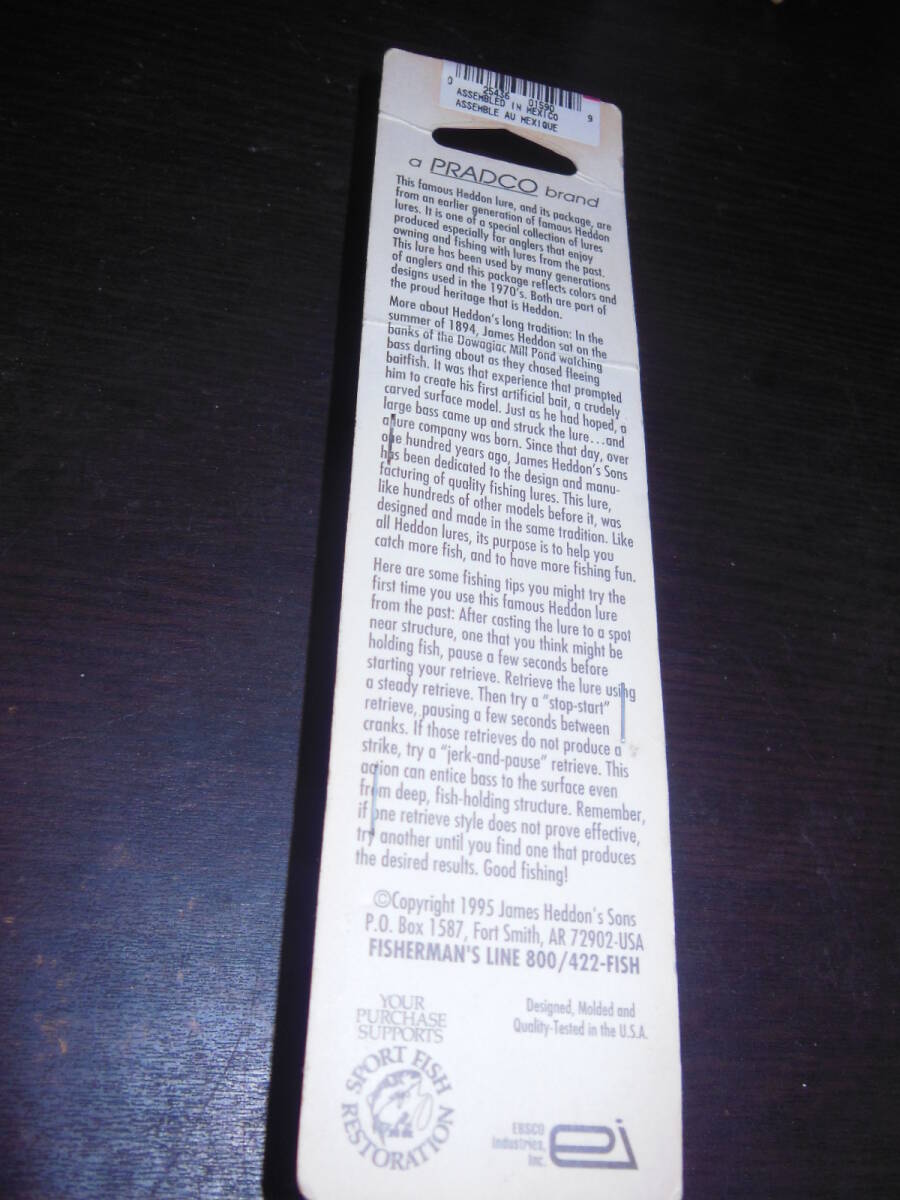 0 25436 01590 9
ASSEMBLED IN MEXICO
ASSEMBLE AU MEXIQUE
a PRADCO brand
This famous Heddon lure, and its package, are
from an earlier generation of famous Heddon
lures. It is one of a special collection of lures
produced especially for anglers that enjoy
owning and fishing with lures from the past.
This lure has been used by many generations
of anglers and this package reflects colors and
designs used in the 1970's. Both are part of
the proud heritage that is Heddon.
More about Heddon's long tradition: In the
summer of 1894, James Heddon sat on the
banks of the Dowagiac Mill Pond watching
bass darting about as they chased fleeing
baitfish. It was that experience that prompted
him to create his first artificial bait, a crudely
carved surface model. Just as he had hoped, a
large bass came up and struck the lure...and
a lure company was born. Since that day, over
one hundred years ago, James Heddon's Sons
has been dedicated to the design and manu-
facturing of quality fishing lures. This lure,
like hundreds of other models before it, was
designed and made in the same tradition. Like
all Heddon lures, its purpose is to help you
catch more fish, and to have more fishing fun.
Here are some fishing tips you might try the
first time you use this famous Heddon lure
from the past: After casting the lure to a spot
near structure, one that you think might be
holding fish, pause a few seconds before
starting your retrieve. Retrieve the lure using
a steady retrieve. Then try a "stop-start"
retrieve, pausing a few seconds between
cranks. If those retrieves do not produce a
strike, try a "jerk-and-pause" retrieve. This
action can entice bass to the surface even
from deep, fish-holding structure. Remember,
if one retrieve style does not prove effective,
try another until you find one that produces
the desired results. Good fishing!
©Copyright 1995 James Heddon's Sons
P.O. Box 1587, Fort Smith, AR 72902-USA
FISHERMAN'S LINE 800/422-FISH
YOUR
PURCHASE
SUPPORTS
SPORT FISH
RESTORATION
Designed, Molded and
Quality-Tested in the U.S.A.
EBSCO
Industries,
Inc.
ei